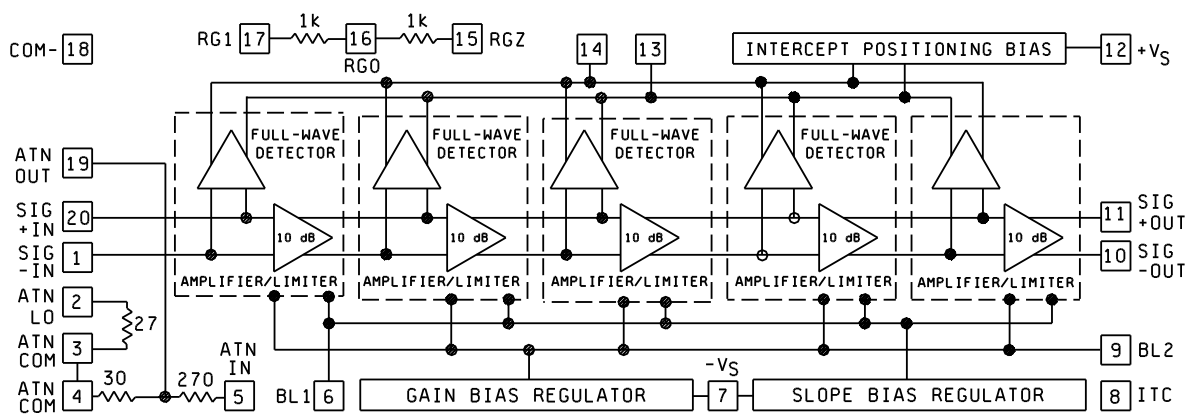 1k 1k
COM- 18 RG1 17 16 15 RGZ 14 13 INTERCEPT POSITIONING BIAS 12 +VS
RGO
FULL-WAVE DETECTOR
FULL-WAVE DETECTOR
FULL-WAVE DETECTOR
FULL-WAVE DETECTOR
ATN OUT 19
SIG +IN 20
SIG -IN 1
10 dB 10 dB 10 dB 10 dB 10 dB
11 SIG +OUT
10 SIG -OUT
AMPLIFIER/LIMITER AMPLIFIER/LIMITER AMPLIFIER/LIMITER AMPLIFIER/LIMITER AMPLIFIER/LIMITER
ATN LO 2
27
ATN COM 3
ATN COM 4
30
270
ATN IN 5
BL1 6
GAIN BIAS REGULATOR
-VS
7
SLOPE BIAS REGULATOR
9 BL2
8 ITC